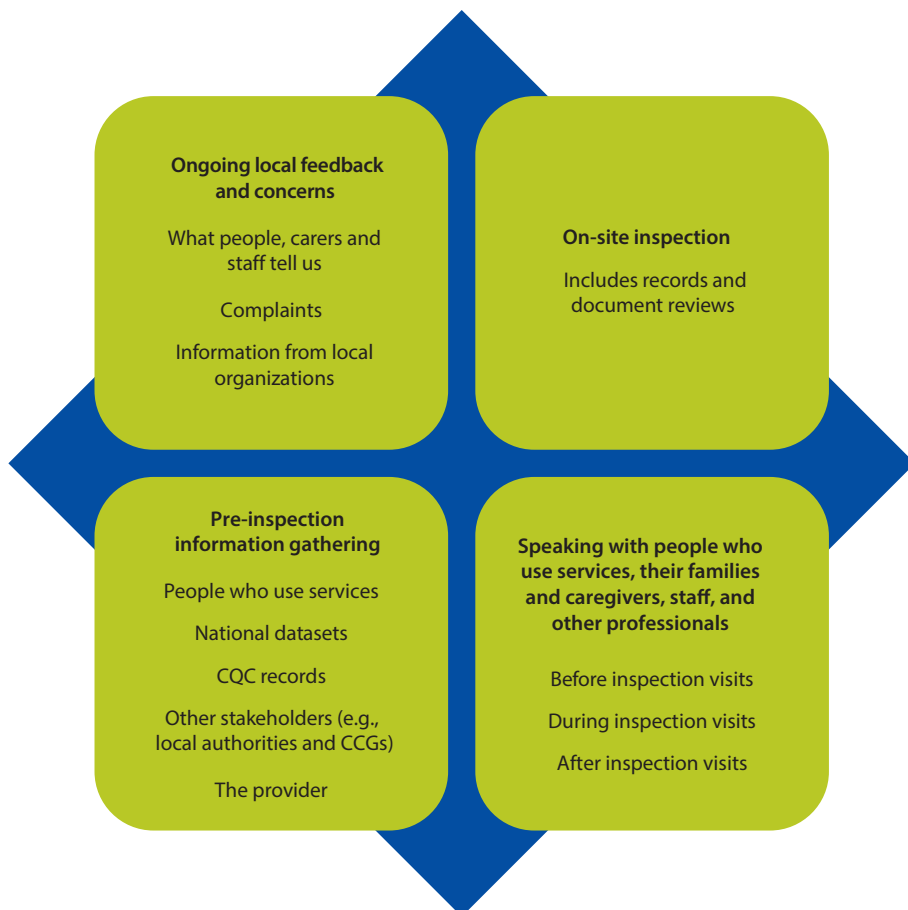 Ongoing local feedback
and concerns
What people, carers and
staff tell us
Complaints
Information from local
organizations
On-site inspection
Includes records and
document reviews
Pre-inspection
information gathering
People who use services
National datasets
CQC records
Other stakeholders (e.g.,
local authorities and CCGs)
The provider
Speaking with people who
use services, their families
and caregivers, staff, and
other professionals
Before inspection visits
During inspection visits
After inspection visits